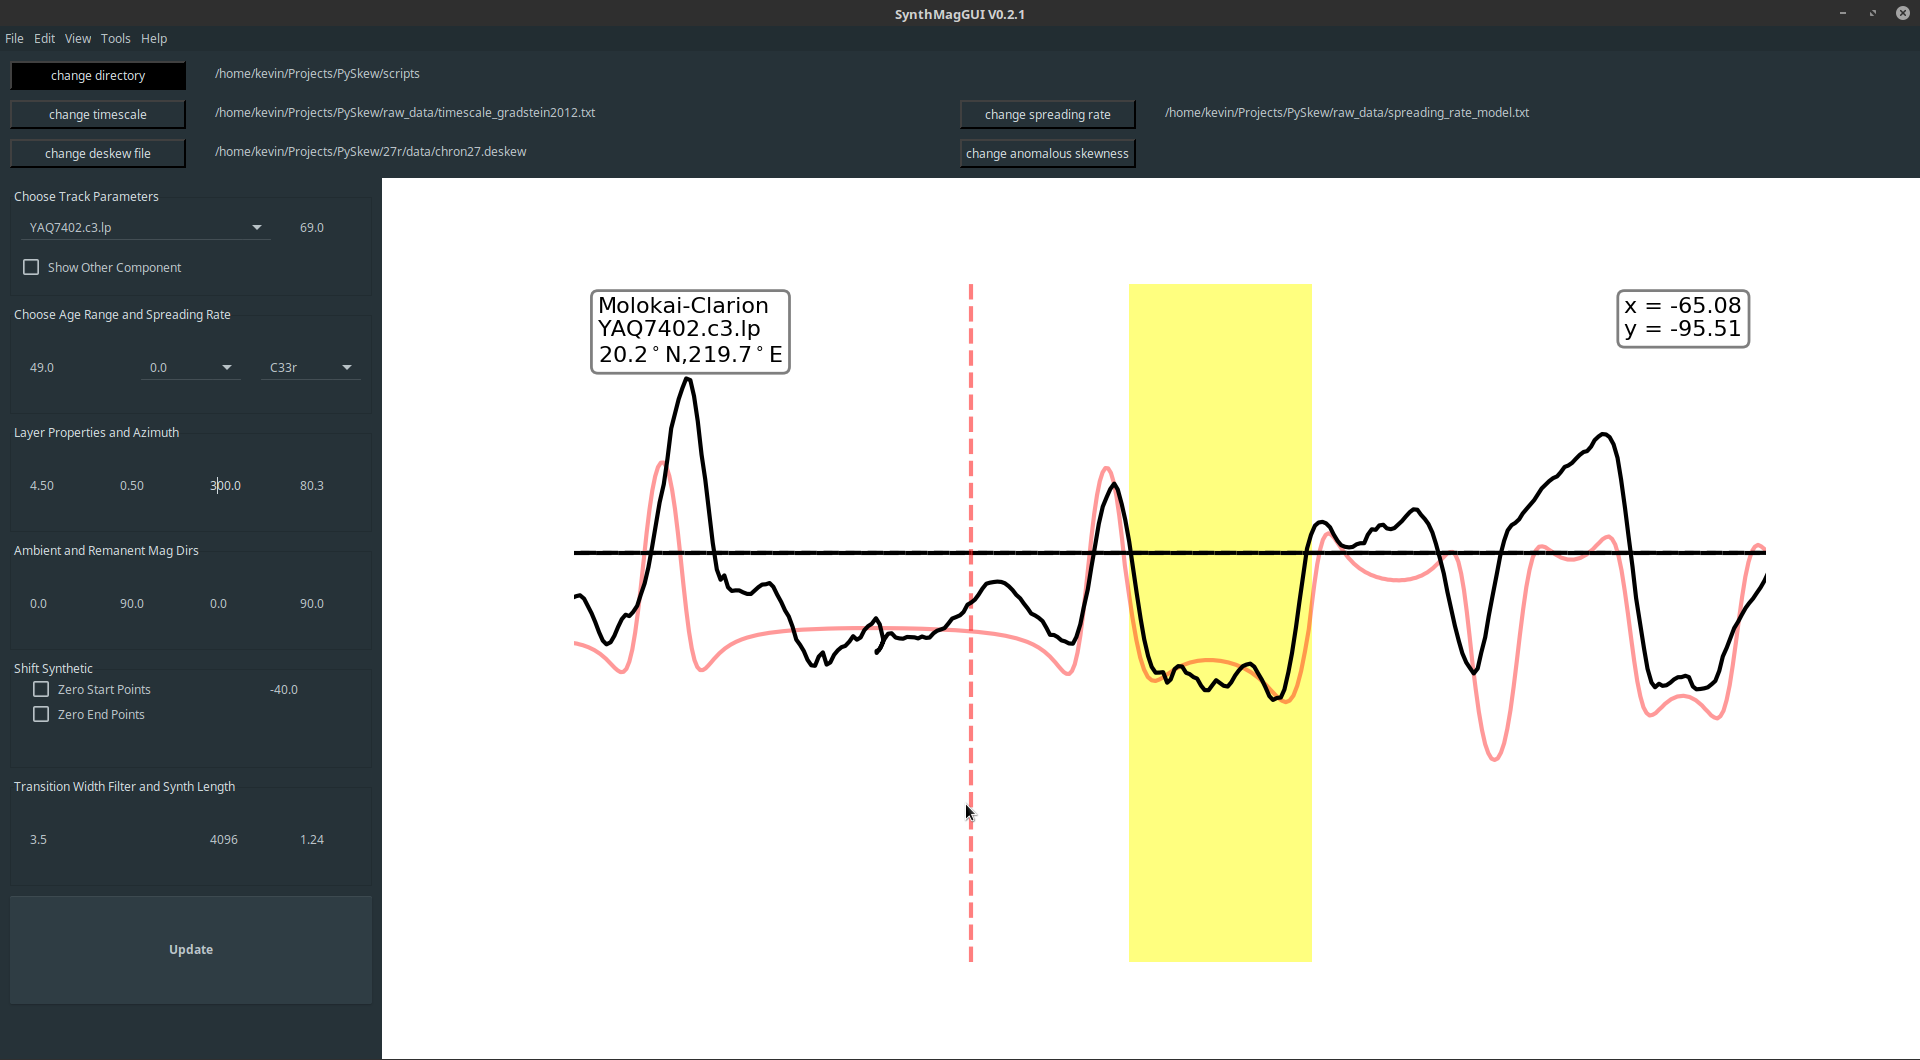 SynthMagGUI V0.2.1
File Edit View Tools Help
change directory /home/kevin/Projects/PySkew/scripts
change timescale /home/kevin/Projects/PySkew/raw_data/timescale_gradstein2012.txt change spreading rate /home/kevin/Projects/PySkew/raw_data/spreading_rate_model.txt
change deskew file /home/kevin/Projects/PySkew/27r/data/chron27.deskew change anomalous skewness
Choose Track Parameters
YAQ7402.c3.lp 69.0
Show Other Component
Choose Age Range and Spreading Rate
49.0 0.0 C33r
Layer Properties and Azimuth
4.50 0.50 300.0 80.3
Ambient and Remanent Mag Dirs
0.0 90.0 0.0 90.0
Shift Synthetic
Zero Start Points -40.0
Zero End Points
Transition Width Filter and Synth Length
3.5 4096 1.24
Update
Molokai-Clarion
YAQ7402.c3.lp
20.2°N,219.7°E
x = -65.08
y = -95.51